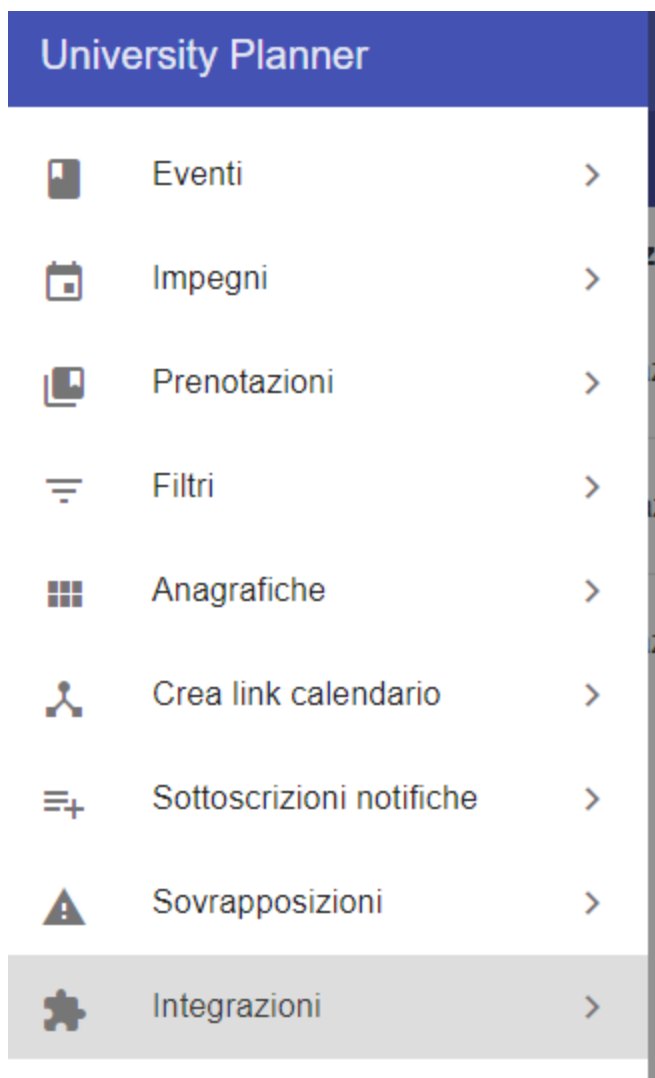 University Planner
Eventi
Impegni
Prenotazioni
Filtri
Anagrafiche
Crea link calendario
Sottoscrizioni notifiche
Sovrapposizioni
Integrazioni